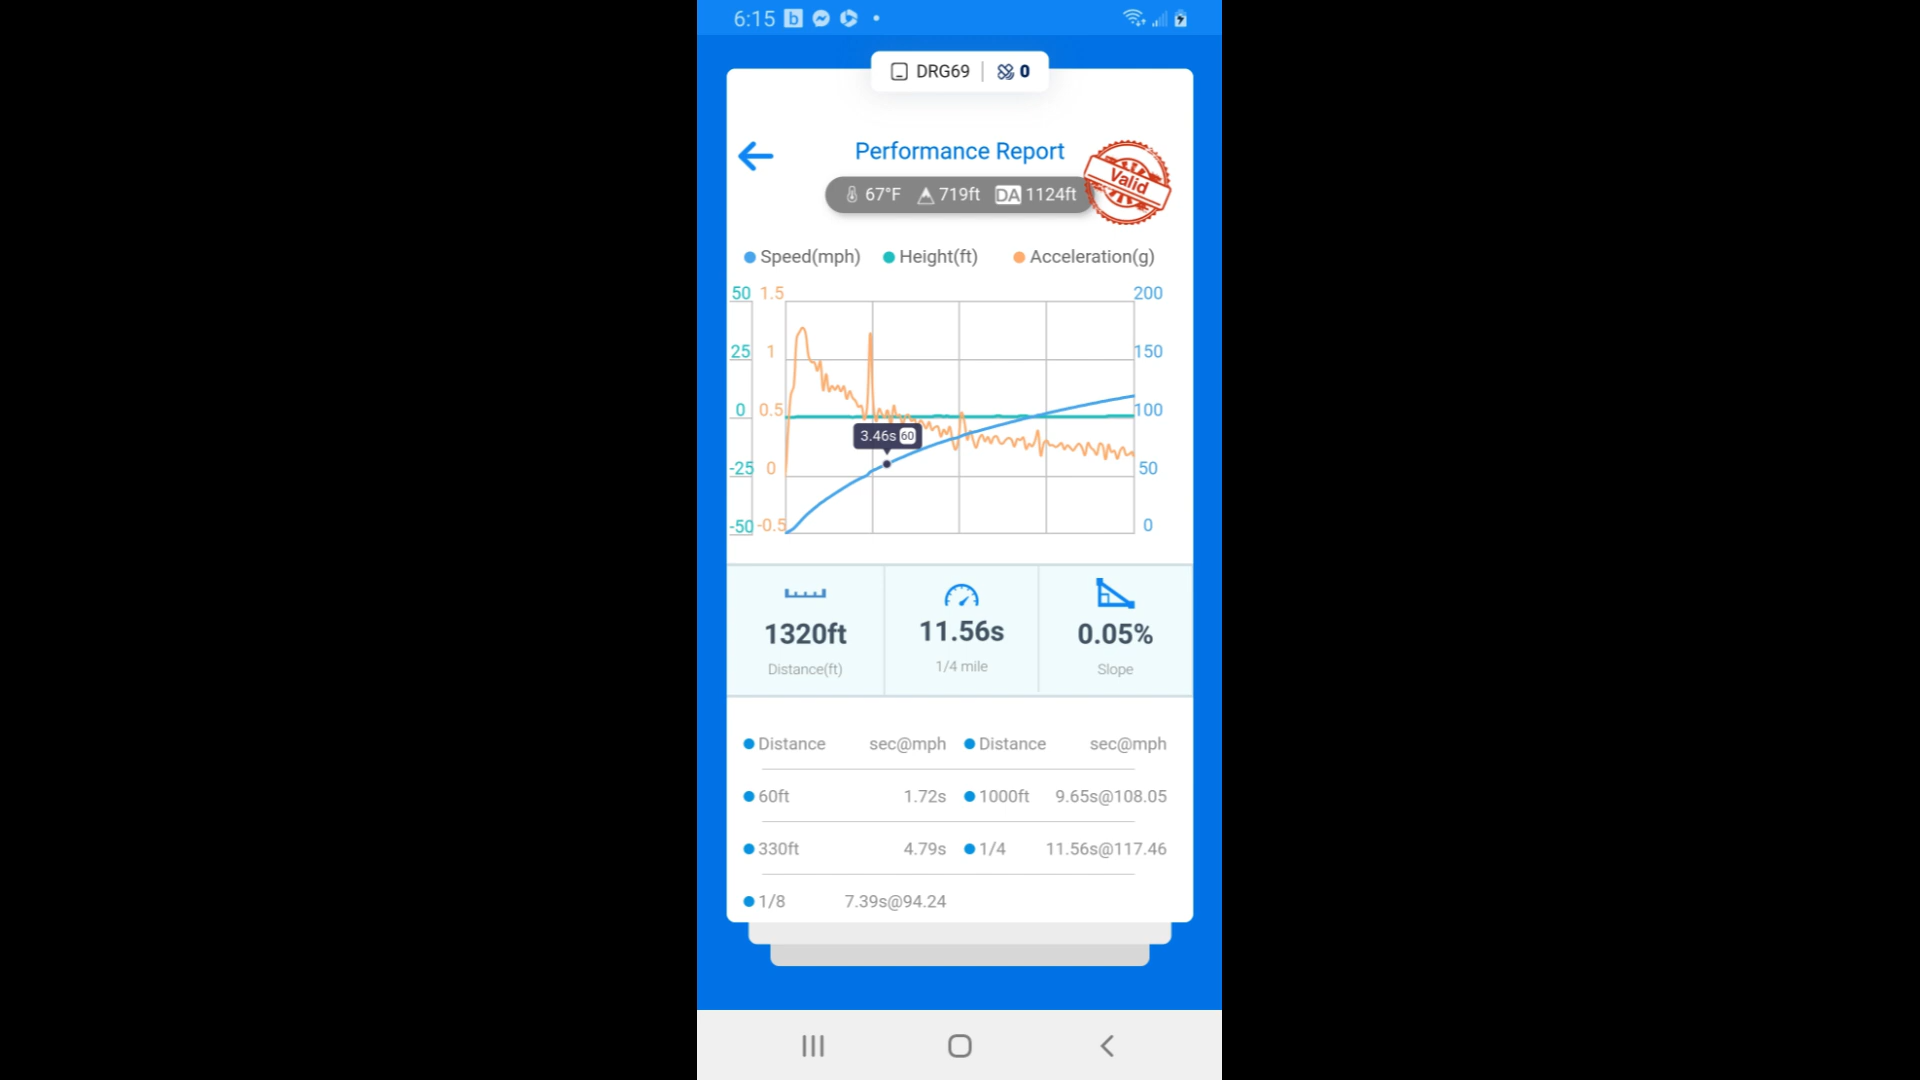 6:15
DRG69 0
Performance Report
67°F 719ft DA 1124ft
Valid
Speed(mph) Height(ft) Acceleration(g)
50 1.5 200
25 1 150
0 0.5 100
3.46s 60
-25 0 50
-50 -0.5 0
1320ft 11.56s 0.05%
Distance(ft) 1/4 mile Slope
Distance sec@mph Distance sec@mph
60ft 1.72s 1000ft 9.65s@108.05
330ft 4.79s 1/4 11.56s@117.46
1/8 7.39s@94.24